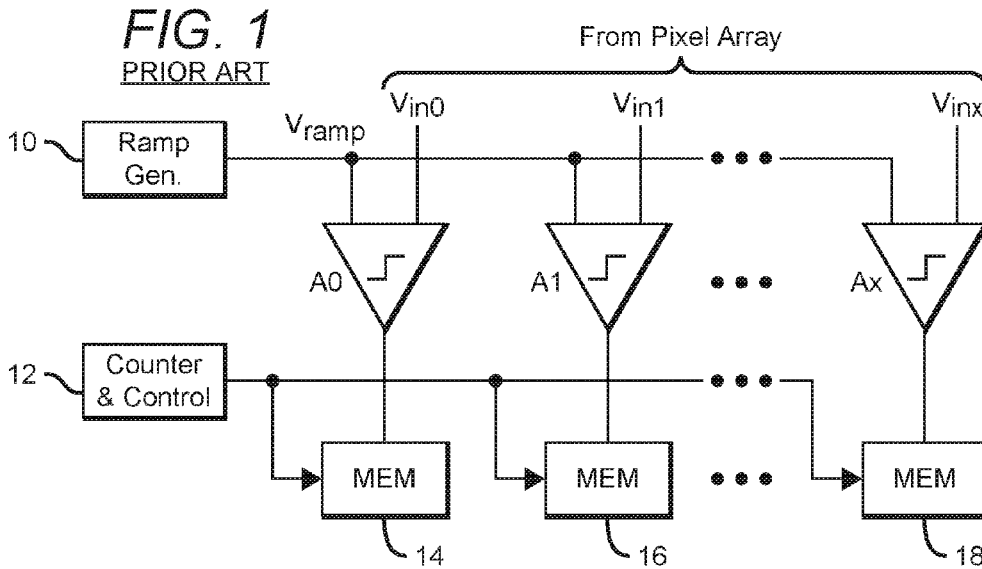 FIG. 1
PRIOR ART
From Pixel Array
Vin0
Vin1
Vinx
Vramp
10
Ramp
Gen.
A0
A1
Ax
12
Counter
& Control
MEM
MEM
MEM
14
16
18